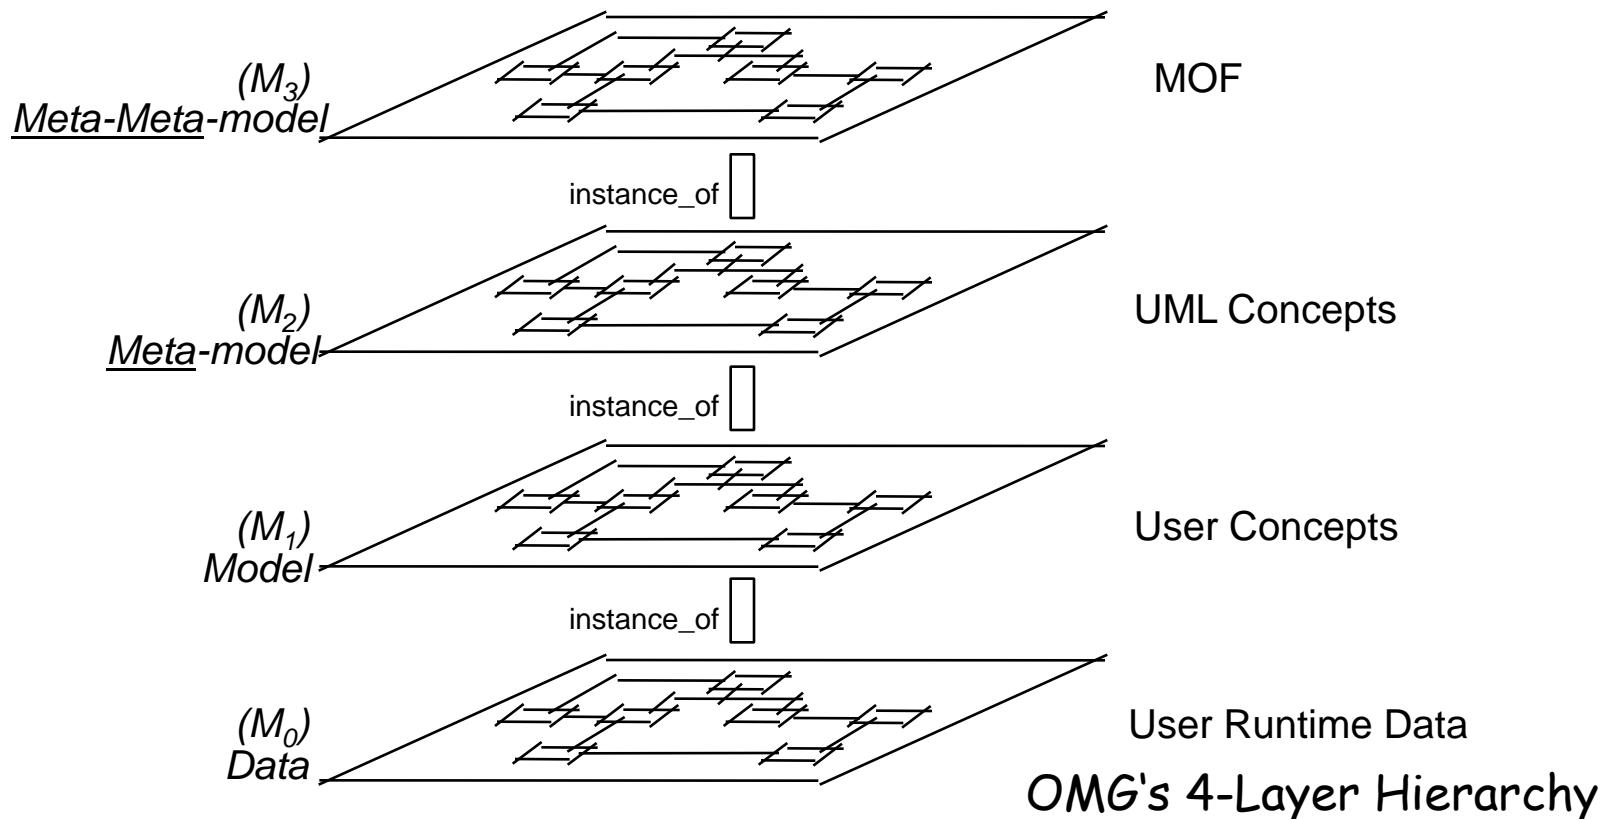 (M3)
Meta-Meta-model
MOF
instance_of
(M2)
Meta-model
UML Concepts
instance_of
(M1)
Model
User Concepts
instance_of
(M0)
Data
User Runtime Data
OMG‘s 4-Layer Hierarchy